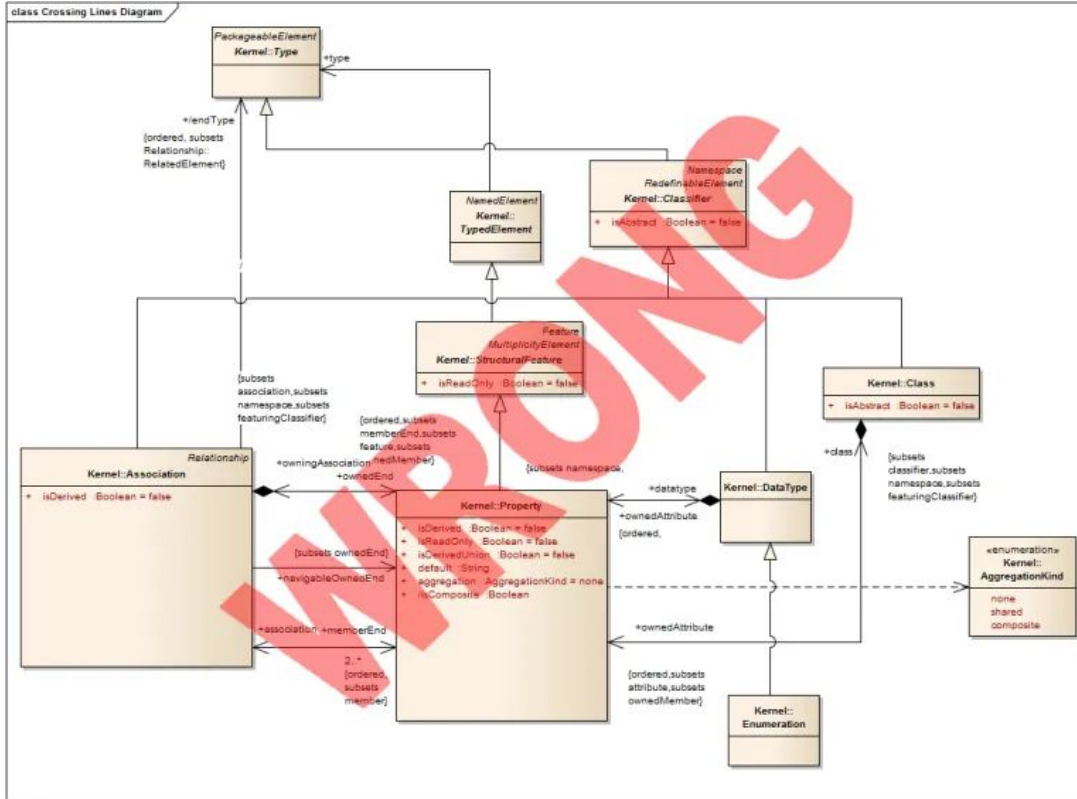 class Crossing Lines Diagram
PackageableElement
Kernel::Type
+type
+/endType
{ordered, subsets
Relationship::
RelatedElement}
Namespace
RedefinableElement
Kernel::Classifier
+ isAbstract :Boolean = false
NamedElement
Kernel::
TypedElement
Feature
MultiplicityElement
Kernel::StructuralFeature
+ isReadOnly :Boolean = false
Kernel::Class
+ isAbstract :Boolean = false
+class
{subsets
classifier,subsets
namespace,subsets
featuringClassifier}
{subsets
association,subsets
namespace,subsets
featuringClassifier}
{ordered,subsets
memberEnd,subsets
feature,subsets
nedMember}
+owningAssociation
+ownedEnd
{subsets namespace,
Relationship
Kernel::Association
+ isDerived :Boolean = false
Kernel::Property
+ isDerived :Boolean = false
+ isReadOnly :Boolean = false
+ isDerivedUnion :Boolean = false
+ default :String
+ aggregation :AggregationKind = none
+ /isComposite :Boolean
+datatype
+ownedAttribute
{ordered,
Kernel::DataType
{subsets ownedEnd}
+navigableOwnedEnd
+association
+memberEnd
2..*
{ordered,
subsets
member}
+ownedAttribute
{ordered,subsets
attribute,subsets
ownedMember}
«enumeration»
Kernel::
AggregationKind
none
shared
composite
Kernel::
Enumeration
WRONG